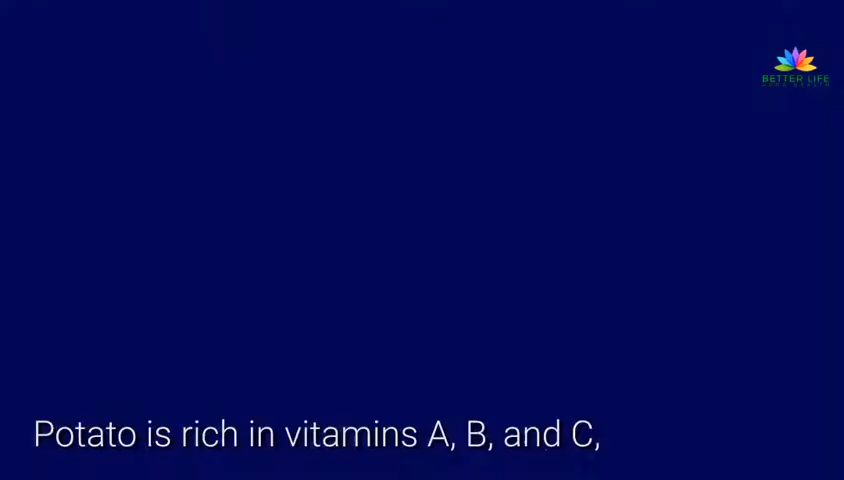 BETTER LIFE
Potato is rich in vitamins A, B, and C,